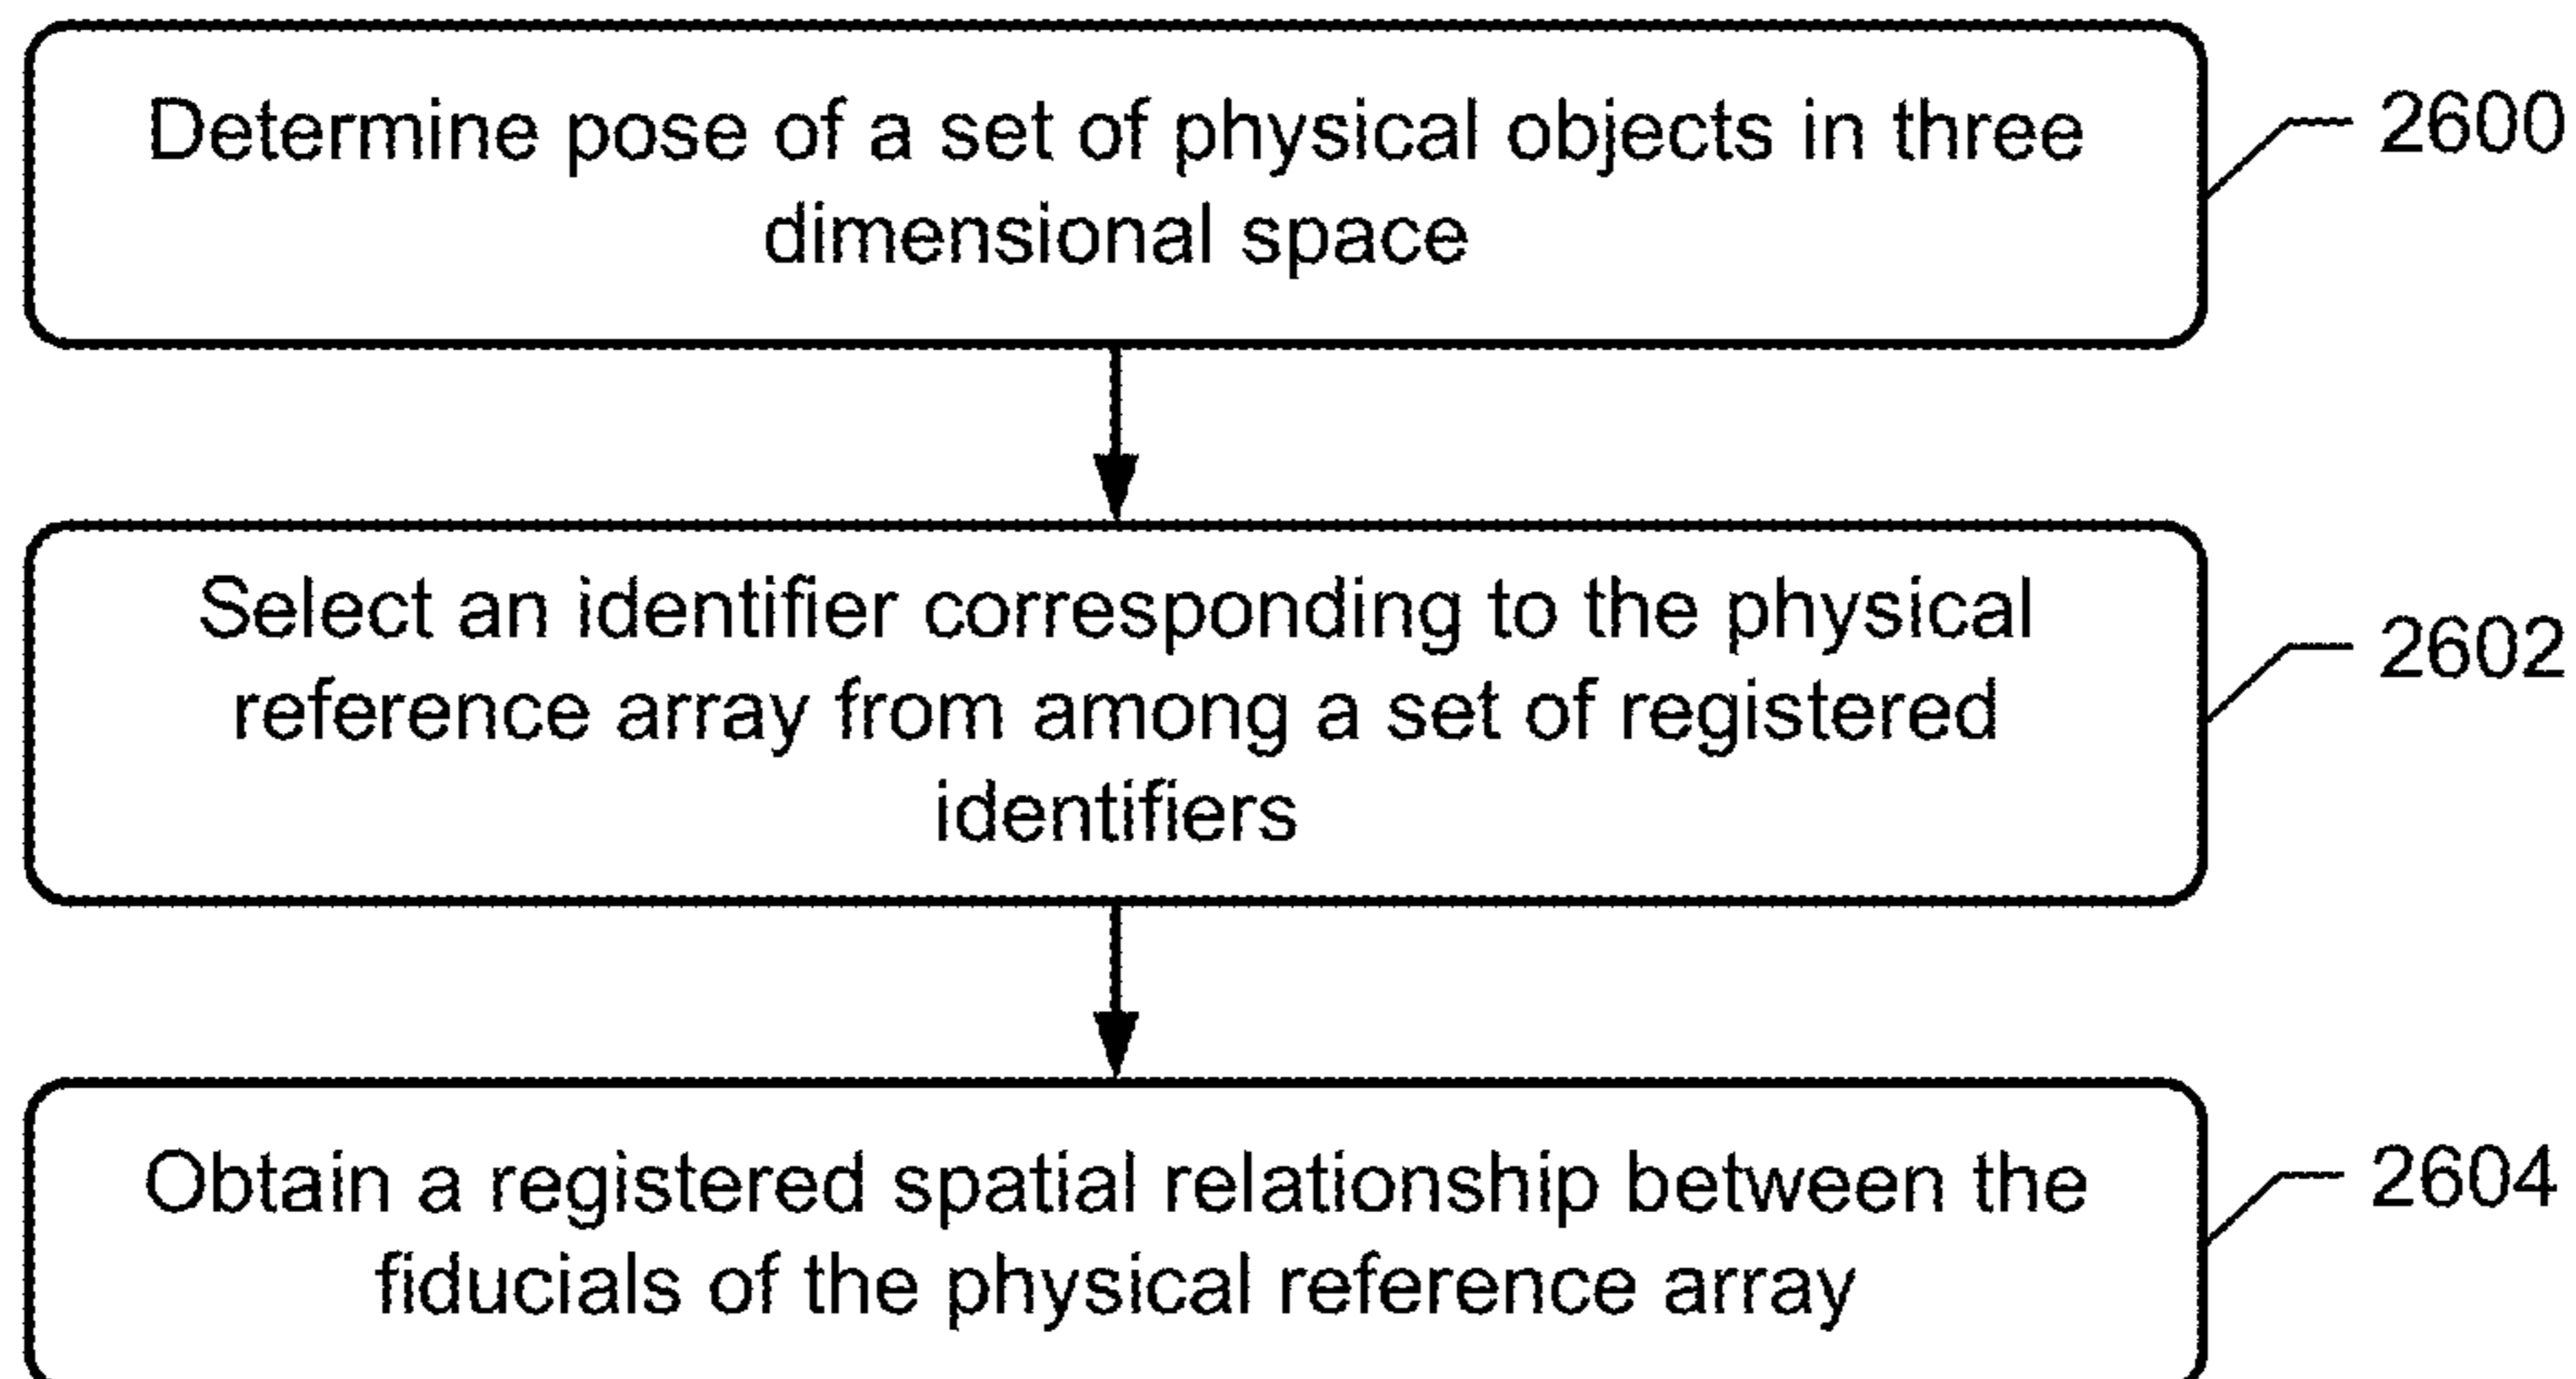 Determine pose of a set of physical objects in three
dimensional space
2600
Select an identifier corresponding to the physical
reference array from among a set of registered
identifiers
2602
Obtain a registered spatial relationship between the
fiducials of the physical reference array
2604